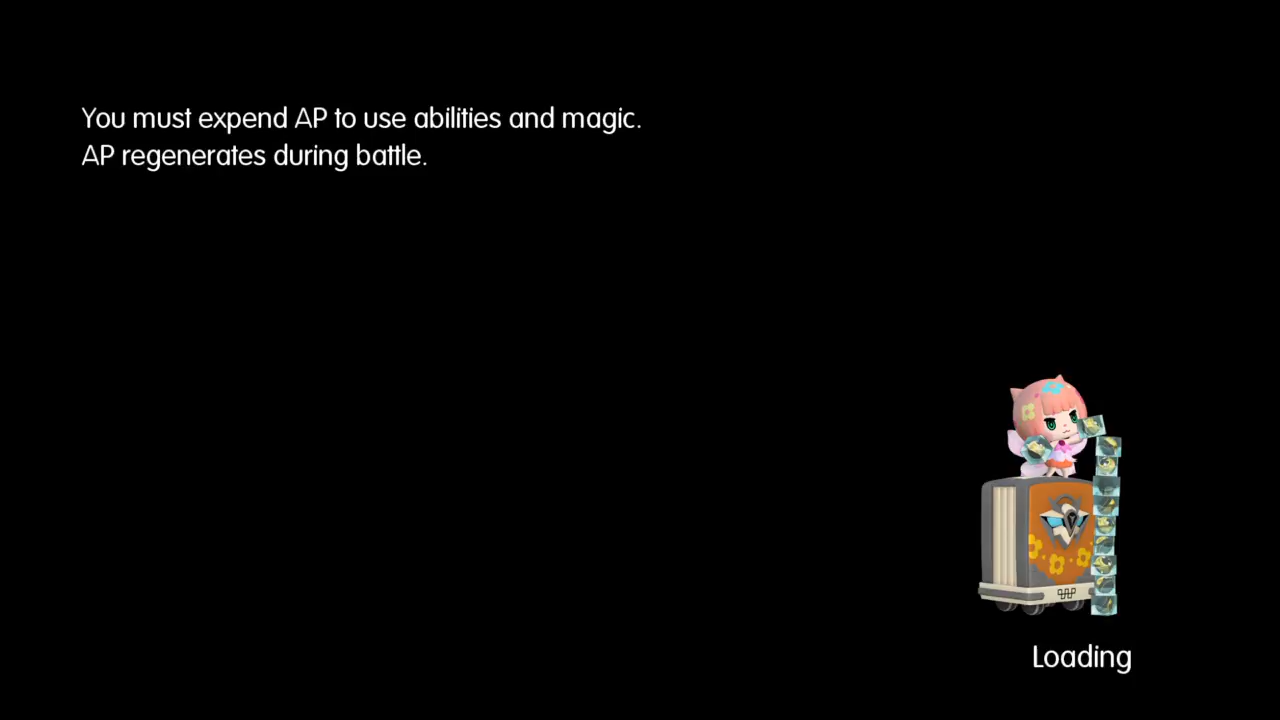 You must expend AP to use abilities and magic.
AP regenerates during battle.
Loading